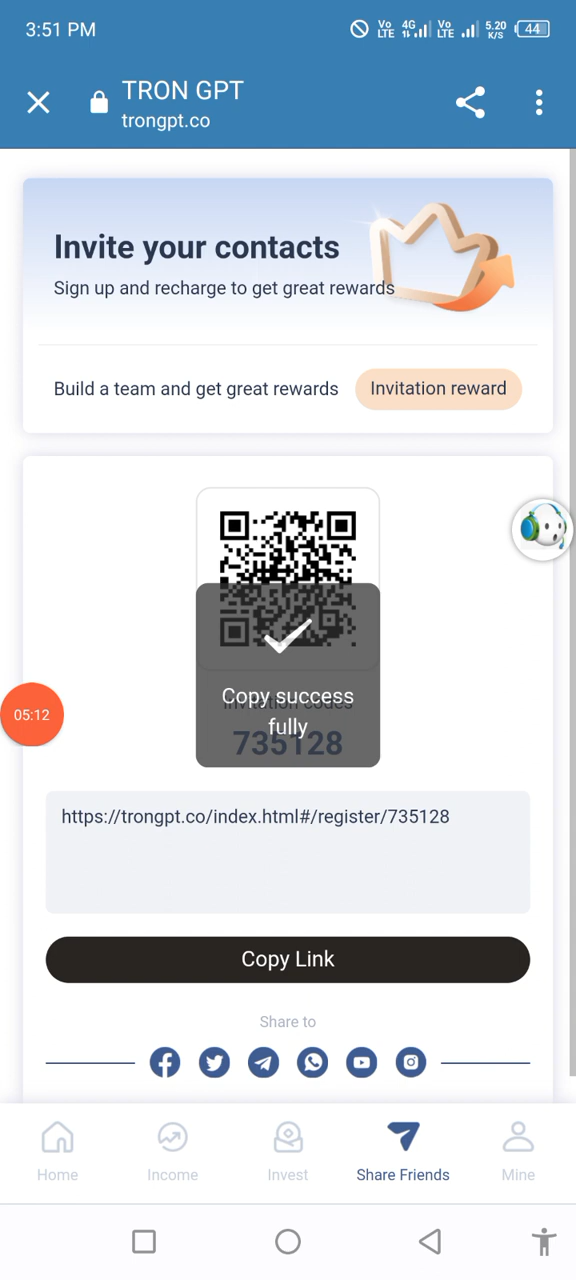 3:51 PM
Vo LTE 4G Vo LTE 5.20 K/S 44
TRON GPT
trongpt.co
Invite your contacts
Sign up and recharge to get great rewards
Build a team and get great rewards
Invitation reward
Copy success
fully
Invitation codes
735128
05:12
https://trongpt.co/index.html#/register/735128
Copy Link
Share to
Home
Income
Invest
Share Friends
Mine